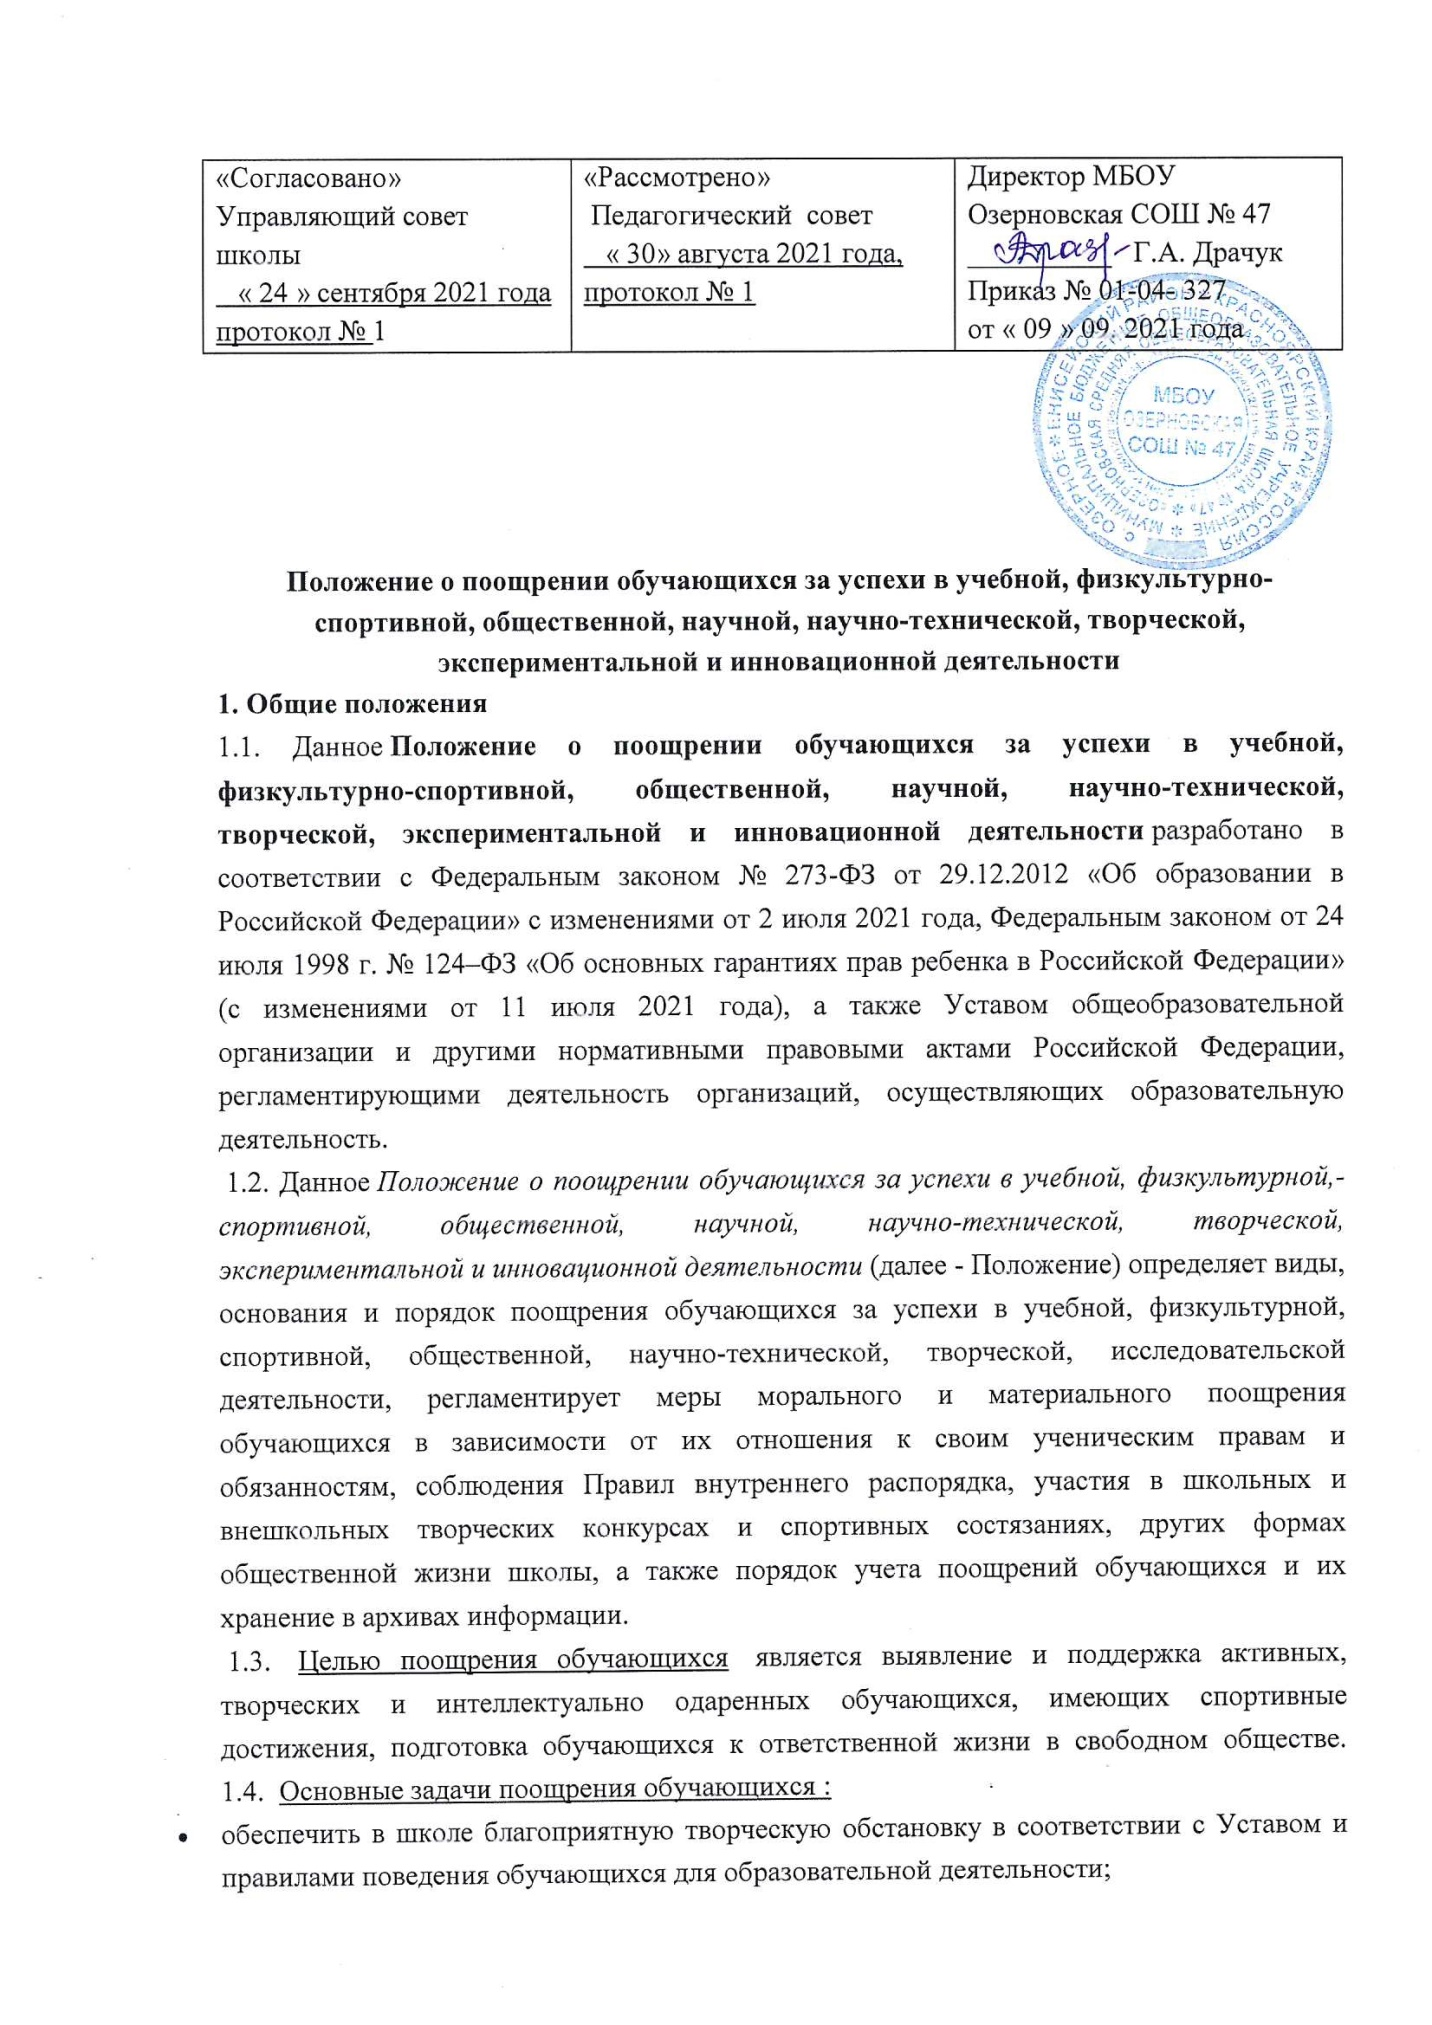 «Согласовано»
Управляющий совет
школы
« 24 » сентября 2021 года
протокол № 1
«Рассмотрено»
Педагогический совет
« 30» августа 2021 года,
протокол № 1
Директор МБОУ
Озерновская СОШ № 47
Г.А. Драчук
Приказ № 01-04- 327
от « 09 » 09 2021 года
МБОУ
ОЗЕРНОВСКАЯ
СОШ № 47
Положение о поощрении обучающихся за успехи в учебной, физкультурно-
спортивной, общественной, научной, научно-технической, творческой,
экспериментальной и инновационной деятельности
1. Общие положения
1.1. Данное Положение о поощрении обучающихся за успехи в учебной,
физкультурно-спортивной, общественной, научной, научно-технической,
творческой, экспериментальной и инновационной деятельности разработано в
соответствии с Федеральным законом № 273-ФЗ от 29.12.2012 «Об образовании в
Российской Федерации» с изменениями от 2 июля 2021 года, Федеральным законом от 24
июля 1998 г. № 124–ФЗ «Об основных гарантиях прав ребенка в Российской Федерации»
(с изменениями от 11 июля 2021 года), а также Уставом общеобразовательной
организации и другими нормативными правовыми актами Российской Федерации,
регламентирующими деятельность организаций, осуществляющих образовательную
деятельность.
1.2. Данное Положение о поощрении обучающихся за успехи в учебной, физкультурной,-
спортивной, общественной, научной, научно-технической, творческой,
экспериментальной и инновационной деятельности (далее - Положение) определяет виды,
основания и порядок поощрения обучающихся за успехи в учебной, физкультурной,
спортивной, общественной, научно-технической, творческой, исследовательской
деятельности, регламентирует меры морального и материального поощрения
обучающихся в зависимости от их отношения к своим ученическим правам и
обязанностям, соблюдения Правил внутреннего распорядка, участия в школьных и
внешкольных творческих конкурсах и спортивных состязаниях, других формах
общественной жизни школы, а также порядок учета поощрений обучающихся и их
хранение в архивах информации.
1.3. Целью поощрения обучающихся является выявление и поддержка активных,
творческих и интеллектуально одаренных обучающихся, имеющих спортивные
достижения, подготовка обучающихся к ответственной жизни в свободном обществе.
1.4. Основные задачи поощрения обучающихся :
• обеспечить в школе благоприятную творческую обстановку в соответствии с Уставом и
правилами поведения обучающихся для образовательной деятельности;